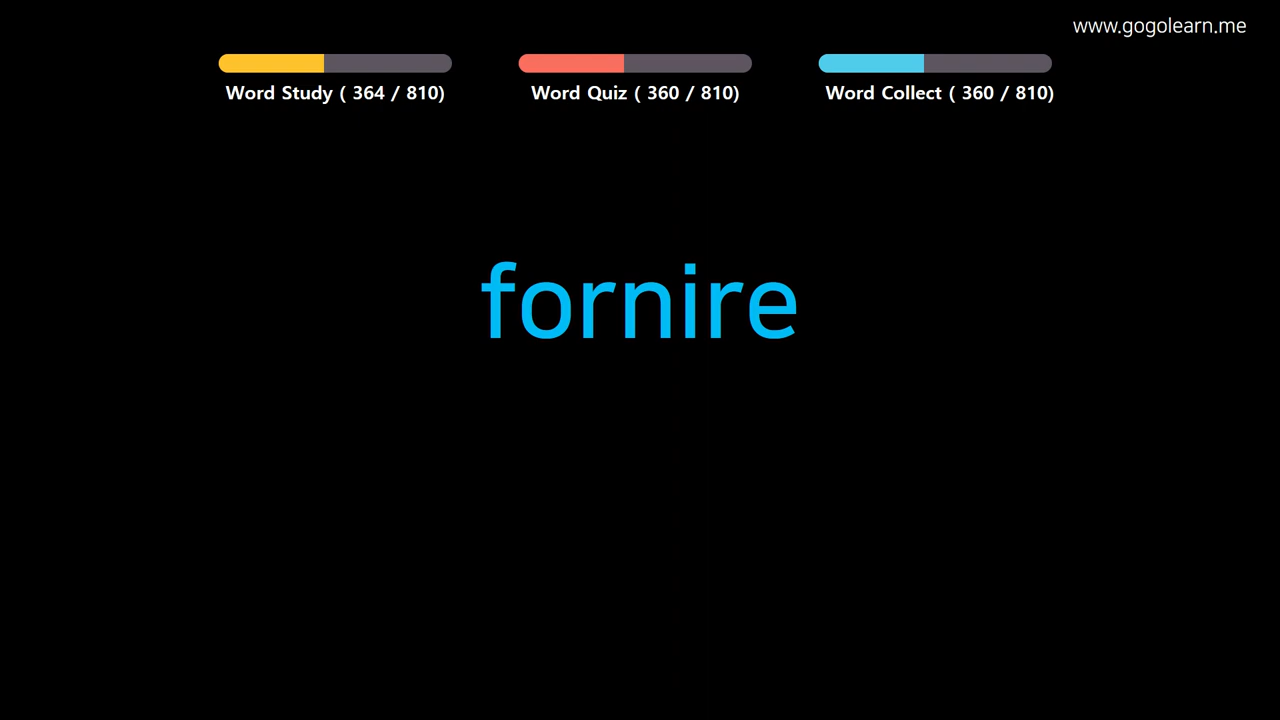 www.gogolearn.me
Word Study ( 364 / 810)
Word Quiz ( 360 / 810)
Word Collect ( 360 / 810)
fornire